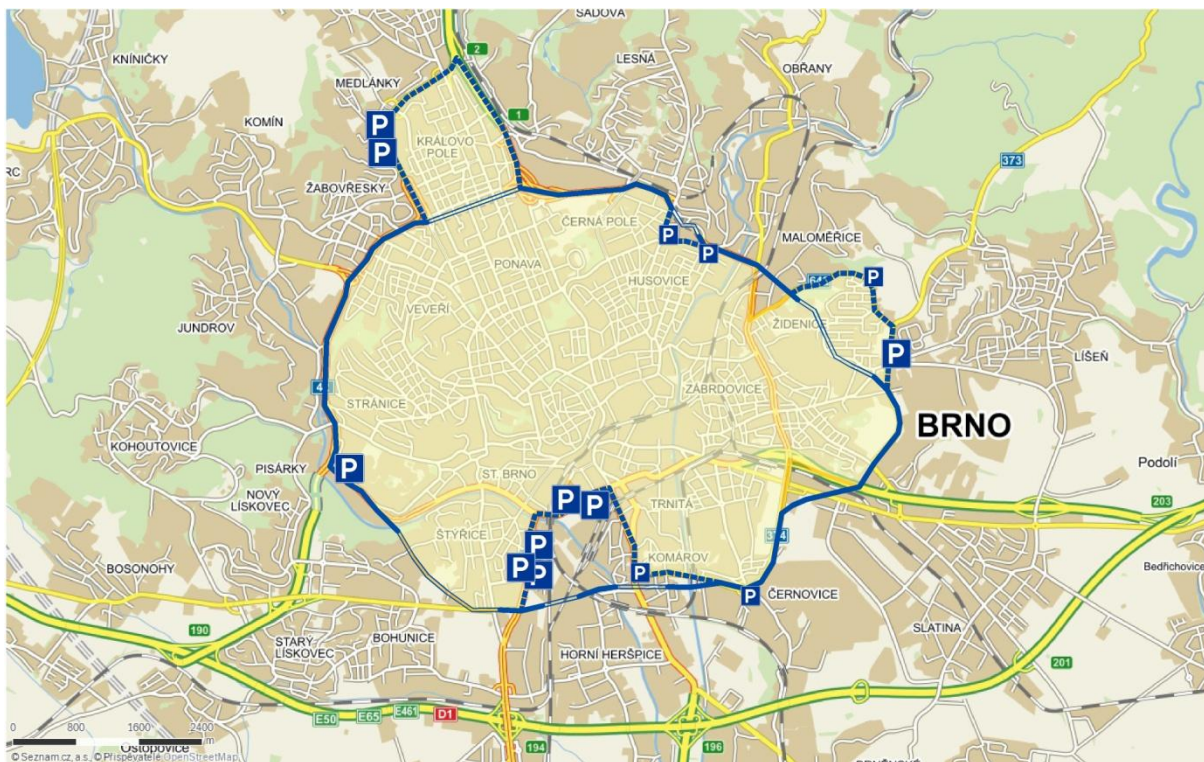 SADOVÁ
KNÍNIČKY
2
LESNÁ
MEDLÁNKY
OBŘANY
1
KOMÍN
P
P
KRÁLOVO
POLE
373
RC
ŽABOVŘESKY
ČERNÁ POLE
P
P
MALOMĚŘICE
PONAVA
HUSOVICE
P
VEVEŘÍ
ŽIDENICE
JUNDROV
P
LÍŠEŇ
ZÁBRDOVICE
STRÁNICE
BRNO
KOHOUTOVICE
PISÁRKY
P
ST. BRNO
Podolí
NOVÝ
LÍSKOVEC
P
P
TRNITÁ
203
ŠTÝŘICE
P
KOMÁROV
BOSONOHY
P
P
P
Bedřichovice
P
ČERNOVICE
190
STARÝ
LÍSKOVEC
BOHUNICE
SLATINA
HORNÍ HERŠPICE
201
0 800 1600 2400
m
E50
E65
E461
D1
194
196
Ostopovice
© Seznam.cz, a.s., © Přispěvatelé OpenStreetMap